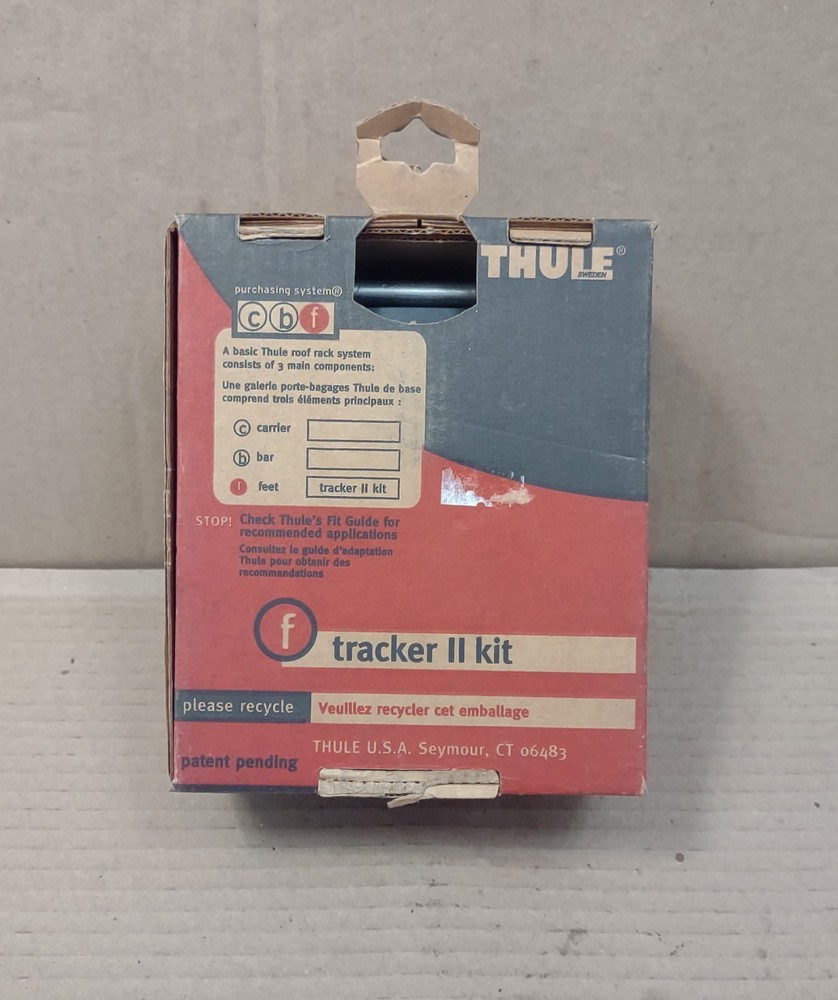 THULE®
SWEDEN
purchasing system®
c b f
A basic Thule roof rack system
consists of 3 main components:
Une galerie porte-bagages Thule de base
comprend trois éléments principaux :
c carrier
b bar
f feet tracker II kit
STOP! Check Thule's Fit Guide for
recommended applications
Consultez le guide d'adaptation
Thule pour obtenir des
recommandations
f tracker II kit
please recycle Veuillez recycler cet emballage
THULE U.S.A. Seymour, CT 06483
patent pending